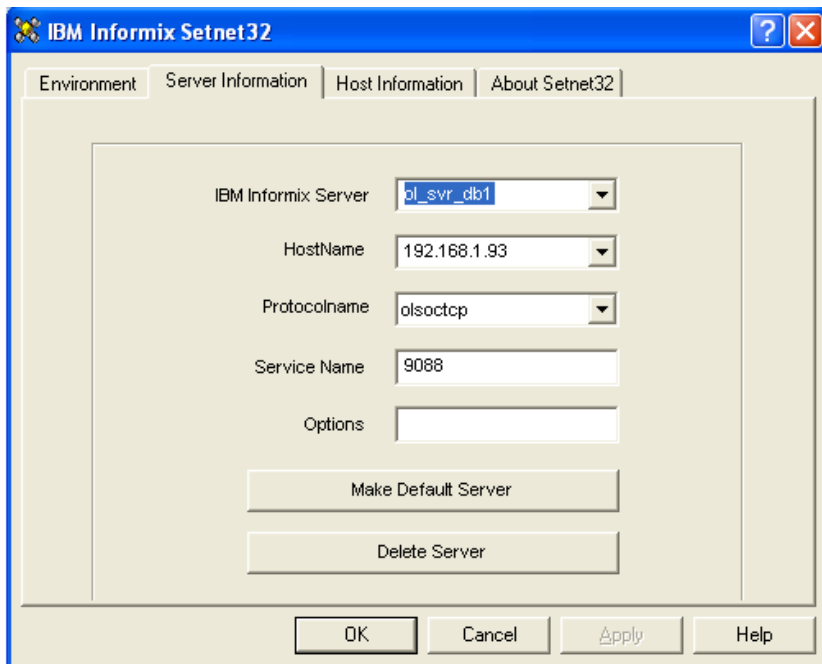 IBM Informix Setnet32
Environment Server Information Host Information About Setnet32
IBM Informix Server ol_svr_db1
HostName 192.168.1.93
Protocolname olsoctcp
Service Name 9088
Options
Make Default Server
Delete Server
OK Cancel Apply Help